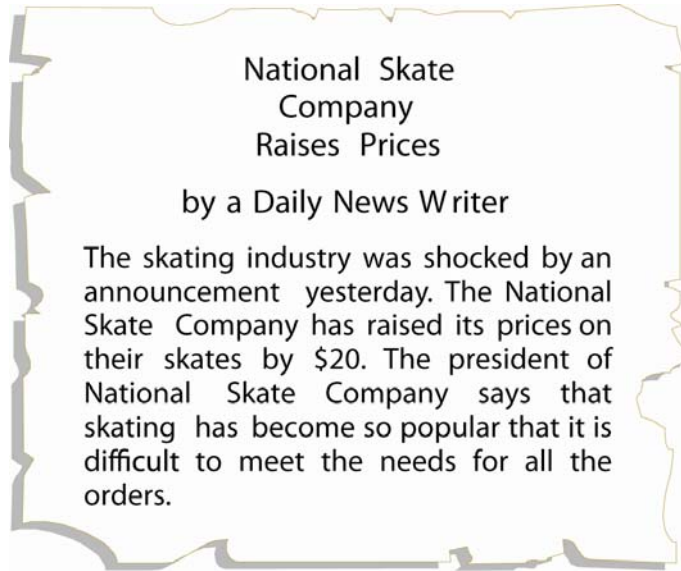 National Skate
Company
Raises Prices
by a Daily News Writer
The skating industry was shocked by an
announcement yesterday. The National
Skate Company has raised its prices on
their skates by $20. The president of
National Skate Company says that
skating has become so popular that it is
difficult to meet the needs for all the
orders.